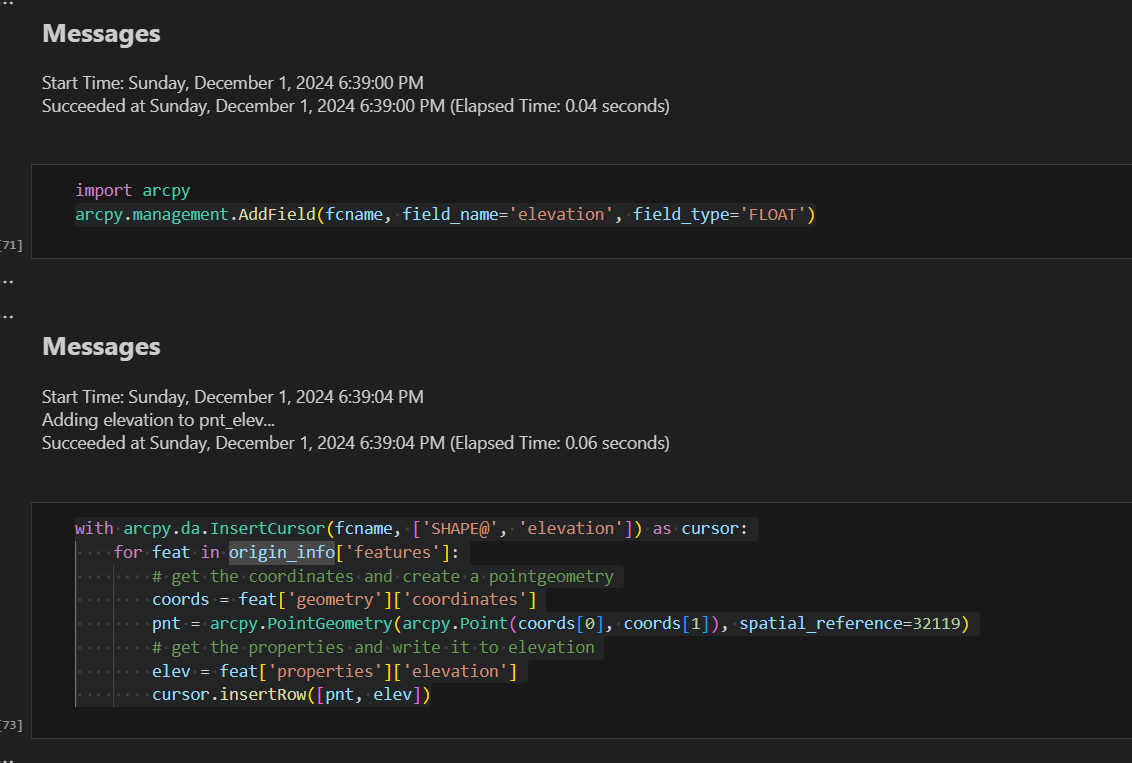 ...
Messages
Start Time: Sunday, December 1, 2024 6:39:00 PM
Succeeded at Sunday, December 1, 2024 6:39:00 PM (Elapsed Time: 0.04 seconds)
import arcpy
arcpy.management.AddField(fcname, field_name='elevation', field_type='FLOAT')
[71]
...
...
Messages
Start Time: Sunday, December 1, 2024 6:39:04 PM
Adding elevation to pnt_elev...
Succeeded at Sunday, December 1, 2024 6:39:04 PM (Elapsed Time: 0.06 seconds)
with arcpy.da.InsertCursor(fcname, ['SHAPE@', 'elevation']) as cursor:
    for feat in origin_info['features']:
        # get the coordinates and create a pointgeometry
        coords = feat['geometry']['coordinates']
        pnt = arcpy.PointGeometry(arcpy.Point(coords[0], coords[1]), spatial_reference=32119)
        # get the properties and write it to elevation
        elev = feat['properties']['elevation']
        cursor.insertRow([pnt, elev])
[73]
...